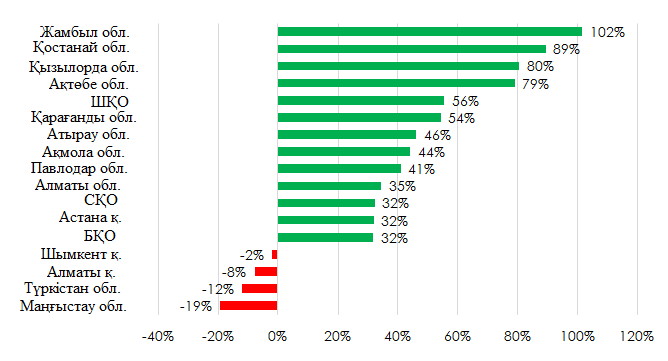 Жамбыл обл. 102%
Қостанай обл. 89%
Қызылорда обл. 80%
Ақтөбе обл. 79%
ШҚО 56%
Қарағанды обл. 54%
Атырау обл. 46%
Ақмола обл. 44%
Павлодар обл. 41%
Алматы обл. 35%
СҚО 32%
Астана қ. 32%
БҚО 32%
Шымкент қ. -2%
Алматы қ. -8%
Түркістан обл. -12%
Маңғыстау обл. -19%
-40% -20% 0% 20% 40% 60% 80% 100% 120%